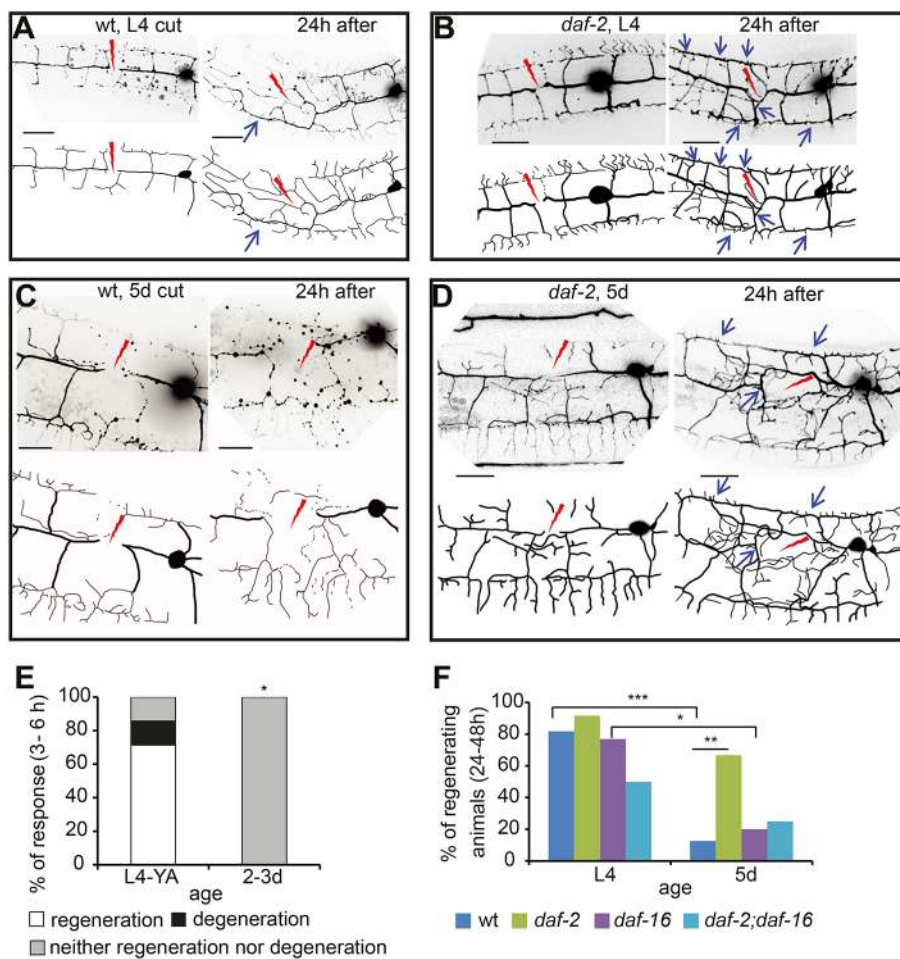 A wt, L4 cut 24h after
B daf-2, L4 24h after
C wt, 5d cut 24h after
D daf-2, 5d 24h after
E
% of response (3- 6 h)
100
80
60
40
20
0
*
L4-YA 2-3d
age
regeneration degeneration
neither regeneration nor degeneration
F
% of regenerating
animals (24-48h)
100
80
60
40
20
0
***
*
**
L4 5d
age
wt daf-2 daf-16 daf-2;daf-16